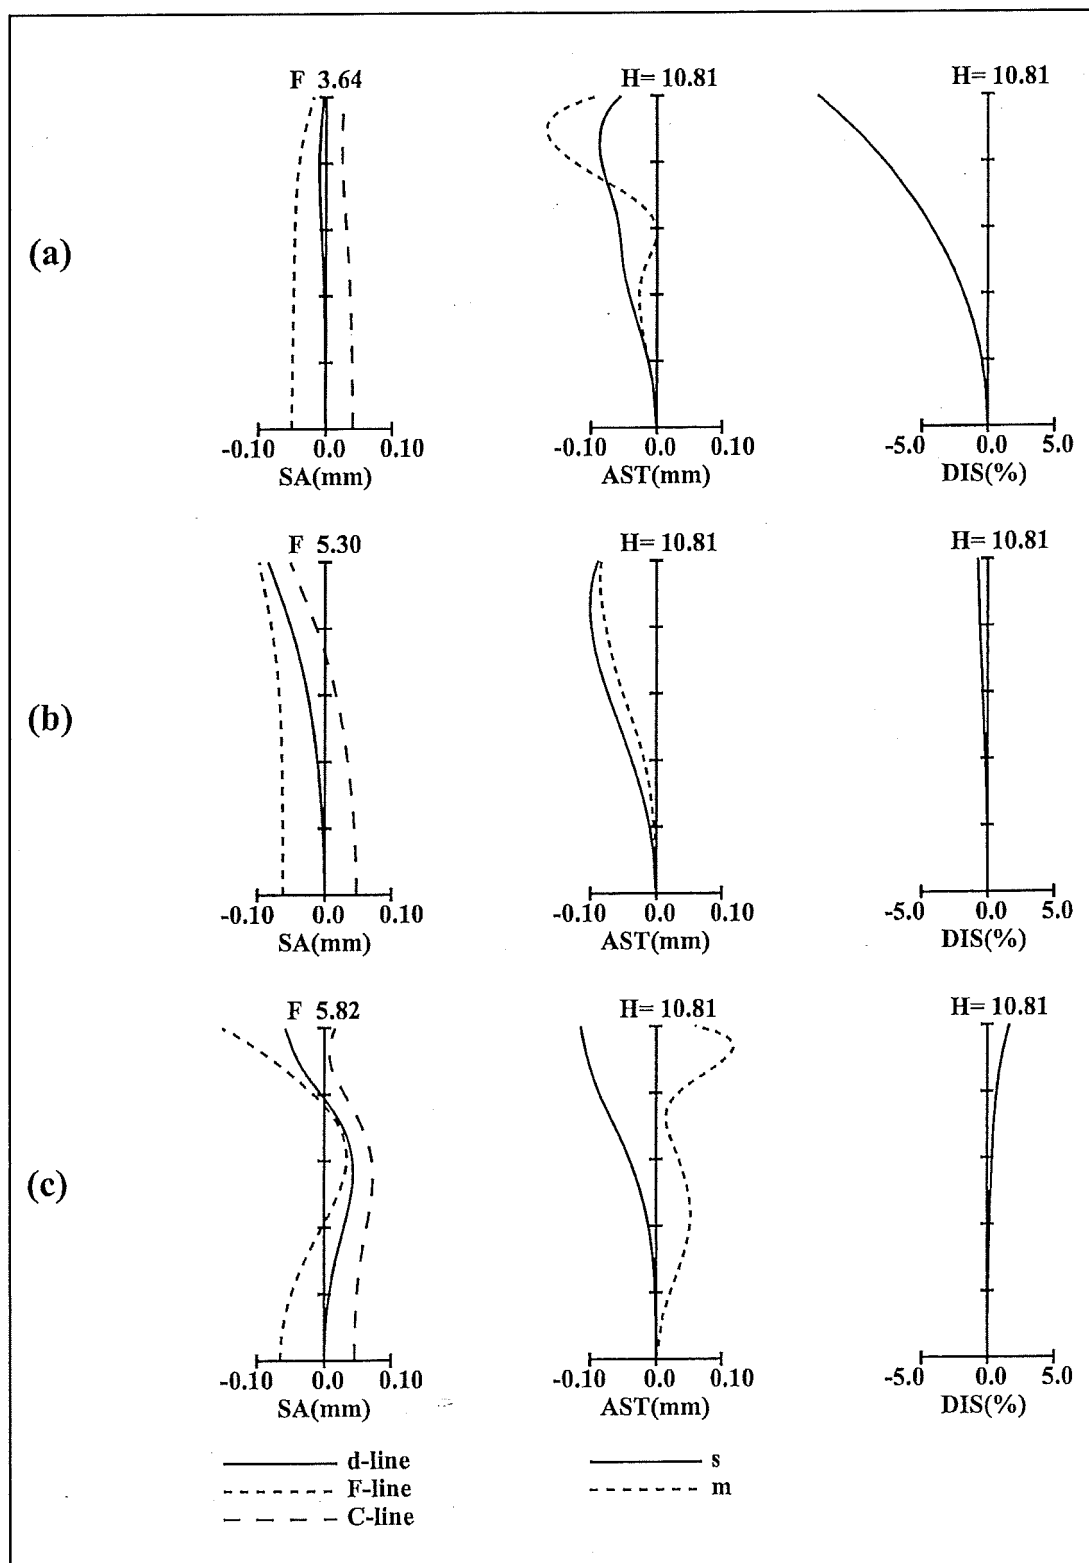 F 3.64 H= 10.81 H= 10.81
(a)
-0.10 0.0 0.10 -0.10 0.0 0.10 -5.0 0.0 5.0
SA(mm) AST(mm) DIS(%)
F 5.30 H= 10.81 H= 10.81
(b)
-0.10 0.0 0.10 -0.10 0.0 0.10 -5.0 0.0 5.0
SA(mm) AST(mm) DIS(%)
F 5.82 H= 10.81 H= 10.81
(c)
-0.10 0.0 0.10 -0.10 0.0 0.10 -5.0 0.0 5.0
SA(mm) AST(mm) DIS(%)
d-line s
F-line m
C-line